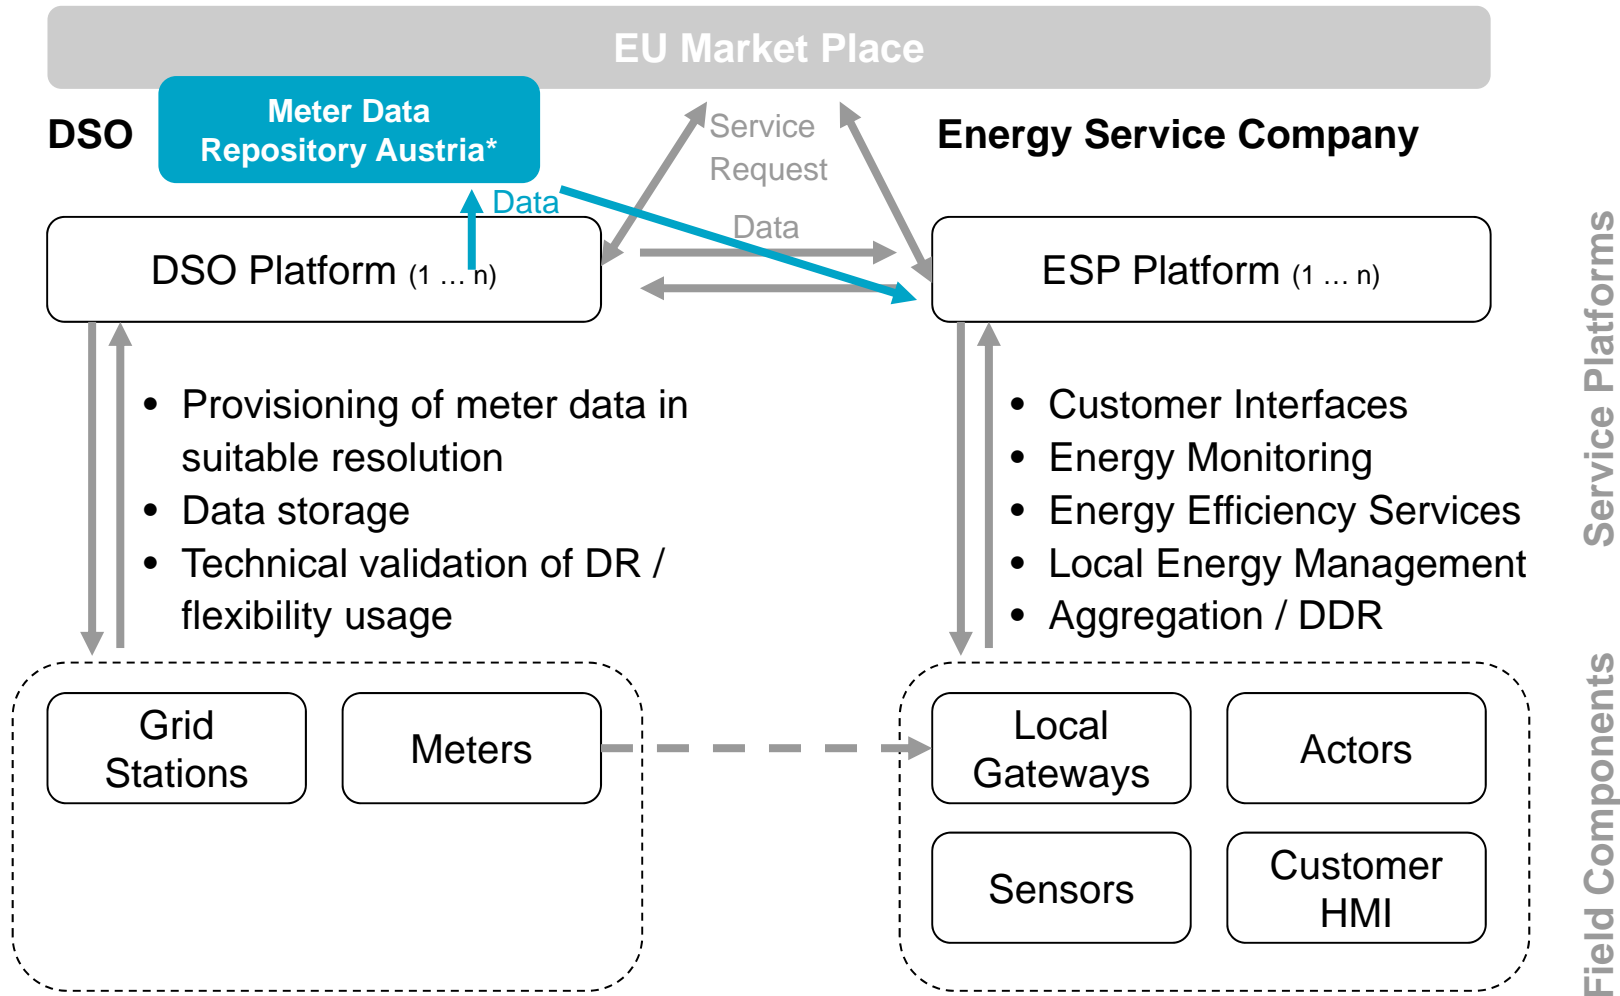 EU Market Place
DSO
Meter Data
Repository Austria*
Service
Request
Energy Service Company
Data
Data
DSO Platform (1 … n)
ESP Platform (1 … n)
• Provisioning of meter data in
suitable resolution
• Data storage
• Technical validation of DR /
flexibility usage
• Customer Interfaces
• Energy Monitoring
• Energy Efficiency Services
• Local Energy Management
• Aggregation / DDR
Service Platforms
Grid
Stations
Meters
Local
Gateways
Actors
Sensors
Customer
HMI
Field Components